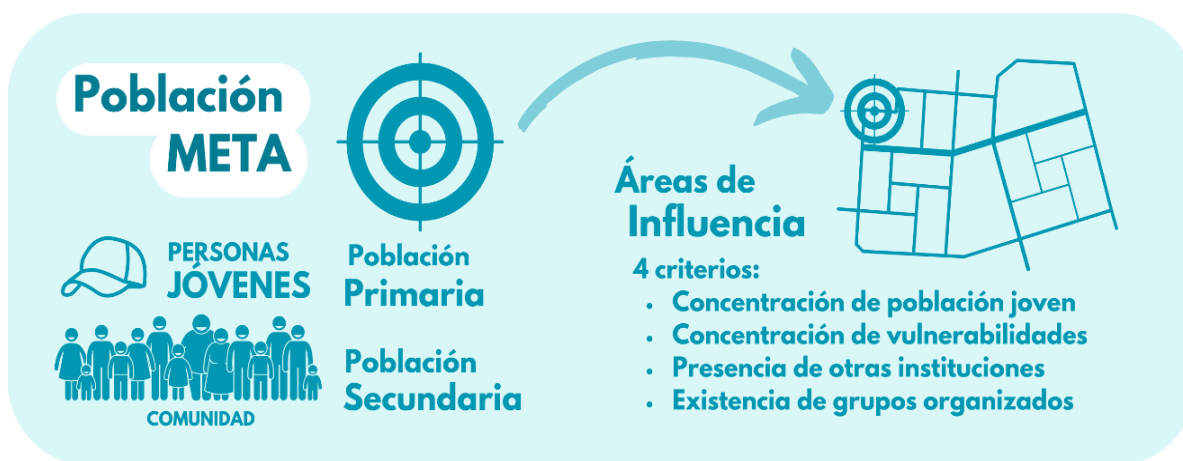 Población
META
PERSONAS
JÓVENES
COMUNIDAD
Población
Primaria
Población
Secundaria
Áreas de
Influencia
4 criterios:
• Concentración de población joven
• Concentración de vulnerabilidades
• Presencia de otras instituciones
• Existencia de grupos organizados